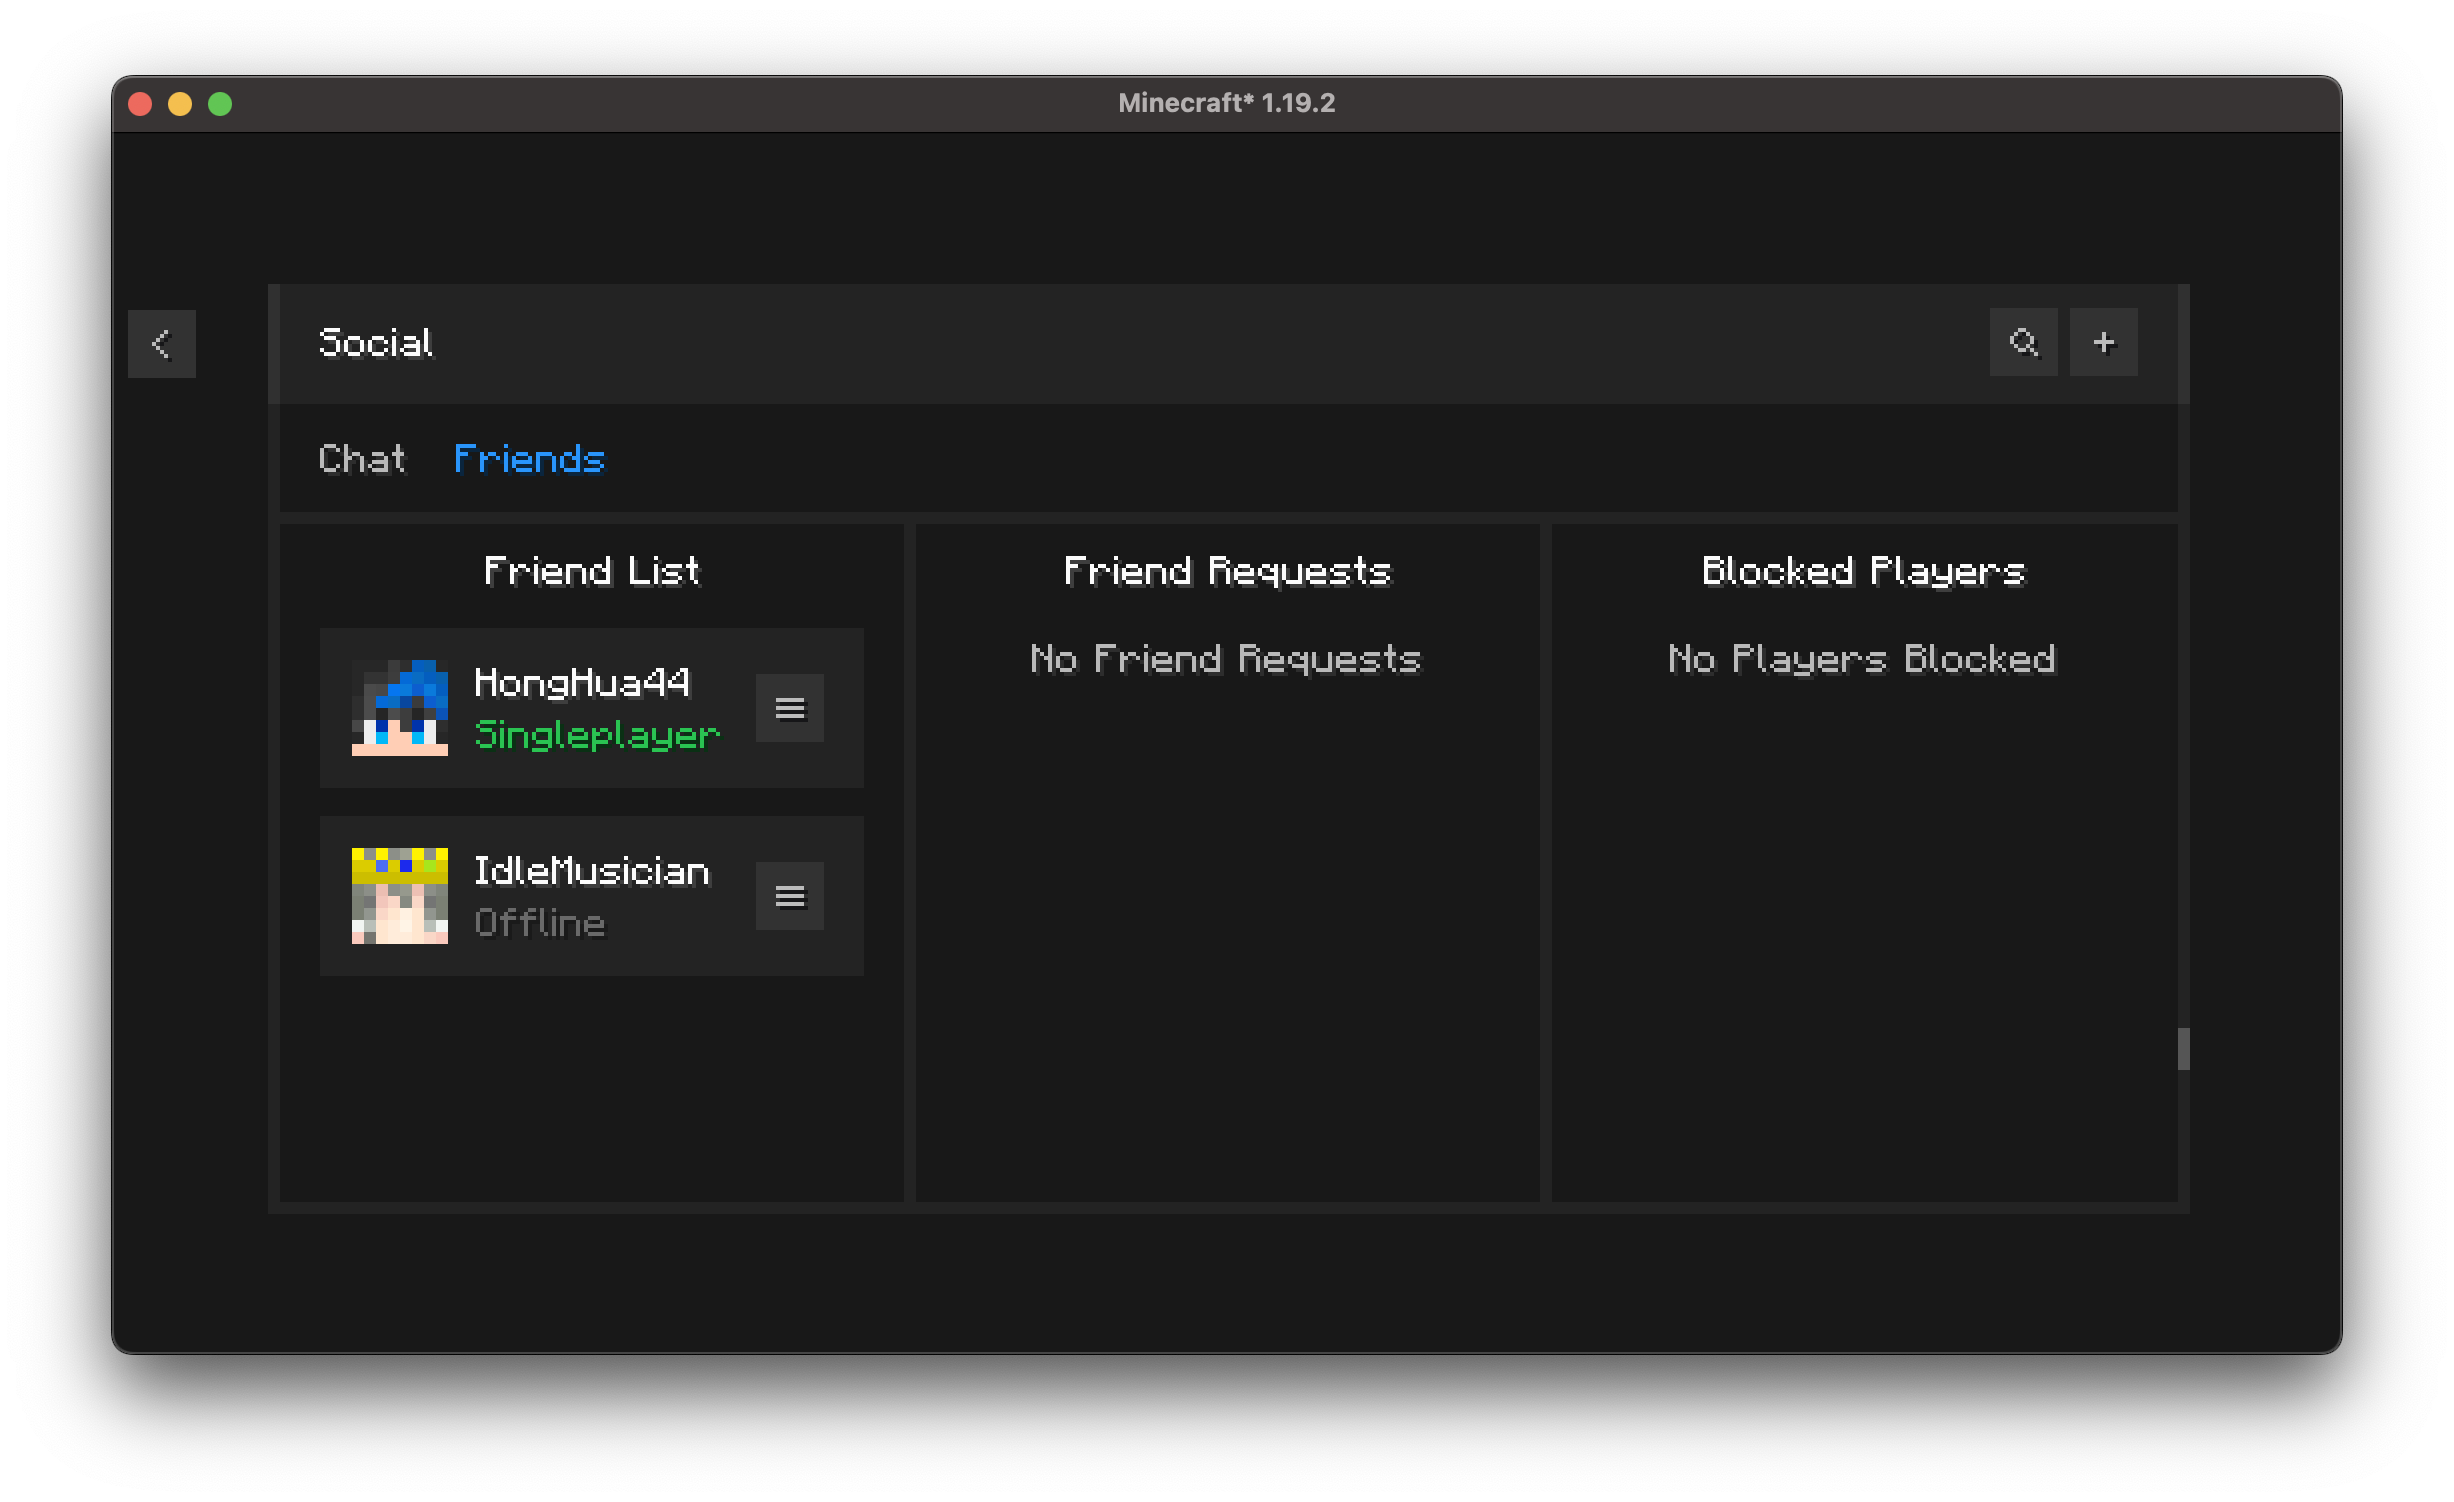 Minecraft* 1.19.2
Social
Chat Friends
Friend List
HongHua44
Singleplayer
IdleMusician
Offline
Friend Requests
No Friend Requests
Blocked Players
No Players Blocked